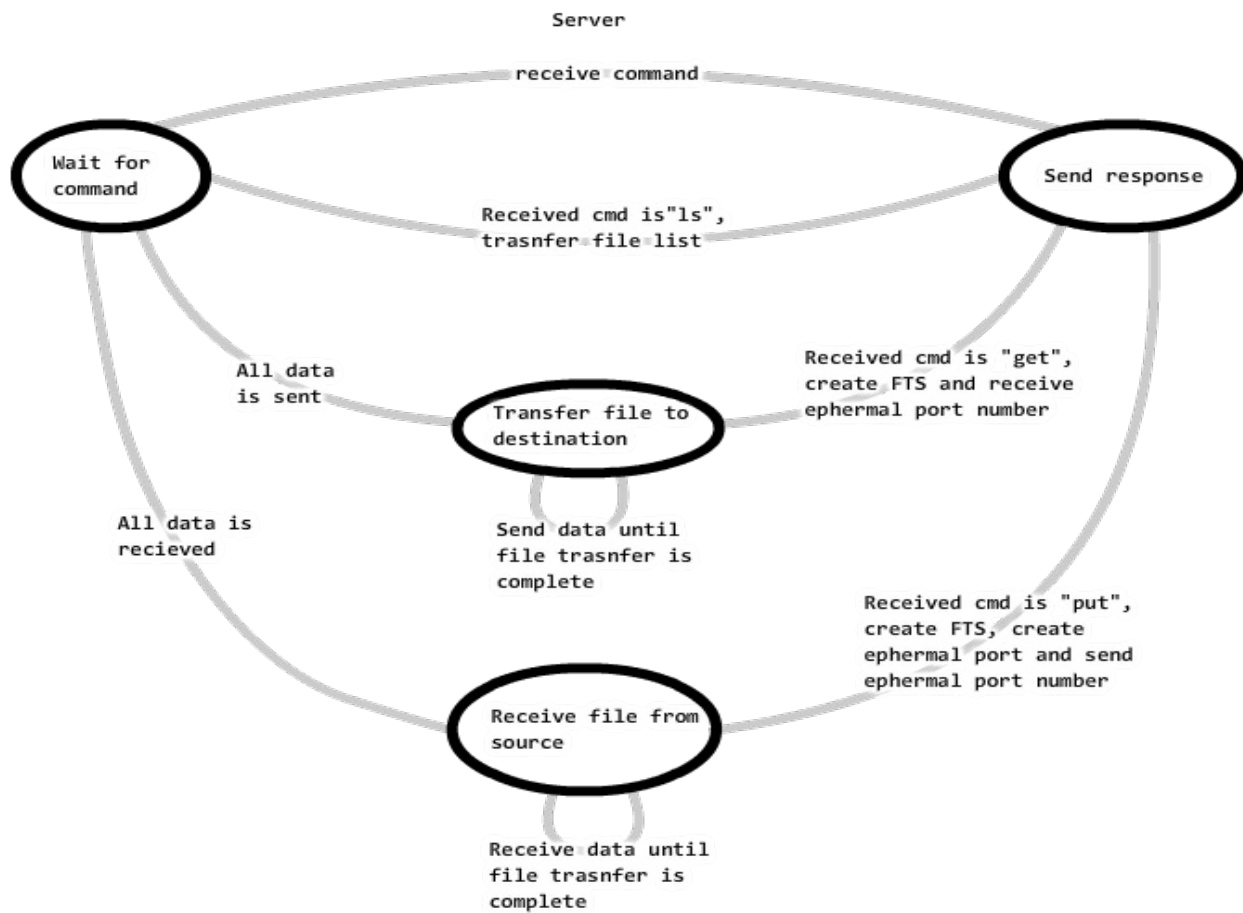 Server
receive command
Wait for
command
Send response
Received cmd is"ls",
trasnfer file list
All data
is sent
Received cmd is "get",
create FTS and receive
ephermal port number
Transfer file to
destination
All data is
recieved
Send data until
file trasnfer is
complete
Received cmd is "put",
create FTS, create
ephermal port and send
ephermal port number
Receive file from
source
Receive data until
file trasnfer is
complete